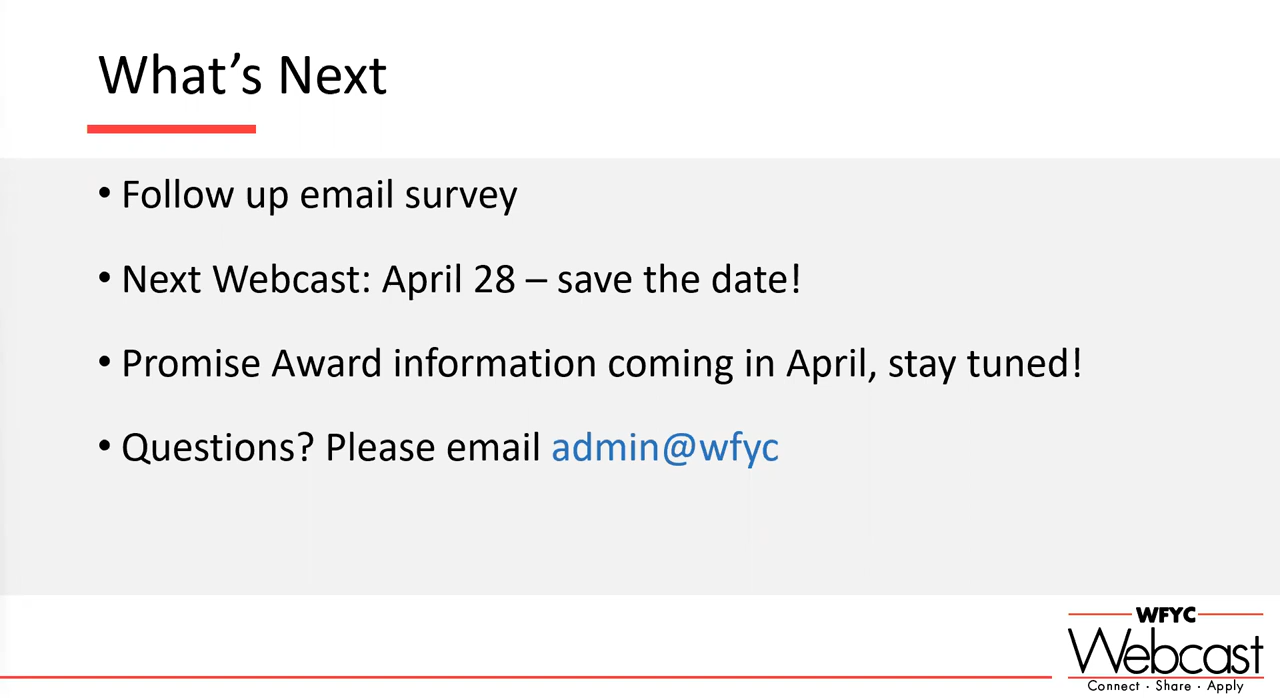 What’s Next
• Follow up email survey
• Next Webcast: April 28 – save the date!
• Promise Award information coming in April, stay tuned!
• Questions? Please email admin@wfyc
WFYC
Webcast
Connect · Share · Apply